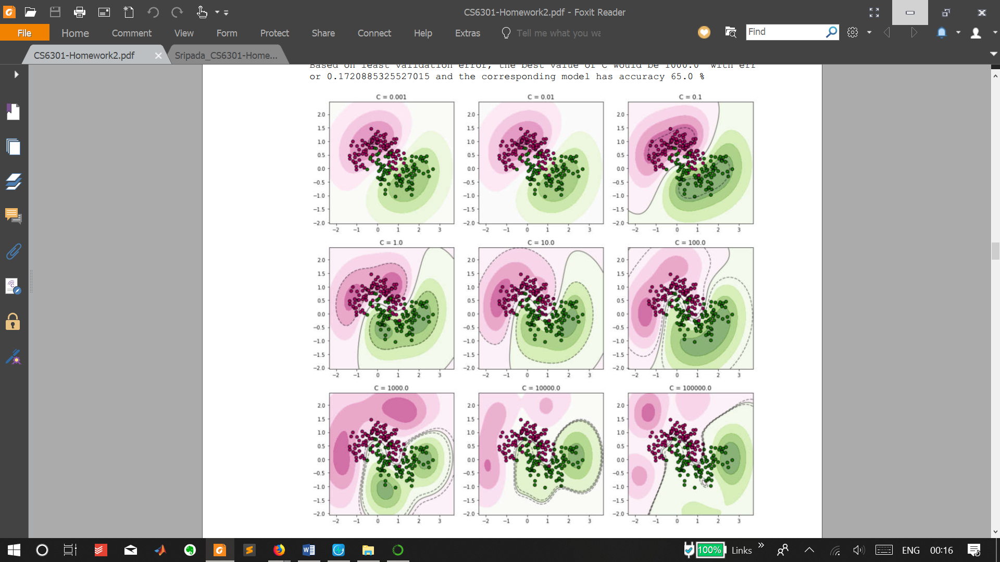 CS6301-Homework2.pdf - Foxit Reader
File Home Comment View Form Protect Share Connect Help Extras Tell me what you wa Find
CS6301-Homework2.pdf Sripada_CS6301-Home...
Based on least validation error, the best value of C would be 1000.0 with err
or 0.1720885325527015 and the corresponding model has accuracy 65.0 %
C = 0.001 C = 0.01 C = 0.1
2.0 2.0 2.0
1.5 1.5 1.5
1.0 1.0 1.0
0.5 0.5 0.5
0.0 0.0 0.0
−0.5 −0.5 −0.5
−1.0 −1.0 −1.0
−1.5 −1.5 −1.5
−2.0 −2.0 −2.0
−2 −1 0 1 2 3 −2 −1 0 1 2 3 −2 −1 0 1 2 3
C = 1.0 C = 10.0 C = 100.0
2.0 2.0 2.0
1.5 1.5 1.5
1.0 1.0 1.0
0.5 0.5 0.5
0.0 0.0 0.0
−0.5 −0.5 −0.5
−1.0 −1.0 −1.0
−1.5 −1.5 −1.5
−2.0 −2.0 −2.0
−2 −1 0 1 2 3 −2 −1 0 1 2 3 −2 −1 0 1 2 3
C = 1000.0 C = 10000.0 C = 100000.0
2.0 2.0 2.0
1.5 1.5 1.5
1.0 1.0 1.0
0.5 0.5 0.5
0.0 0.0 0.0
−0.5 −0.5 −0.5
−1.0 −1.0 −1.0
−1.5 −1.5 −1.5
−2.0 −2.0 −2.0
−2 −1 0 1 2 3 −2 −1 0 1 2 3 −2 −1 0 1 2 3
100% Links ENG 00:16